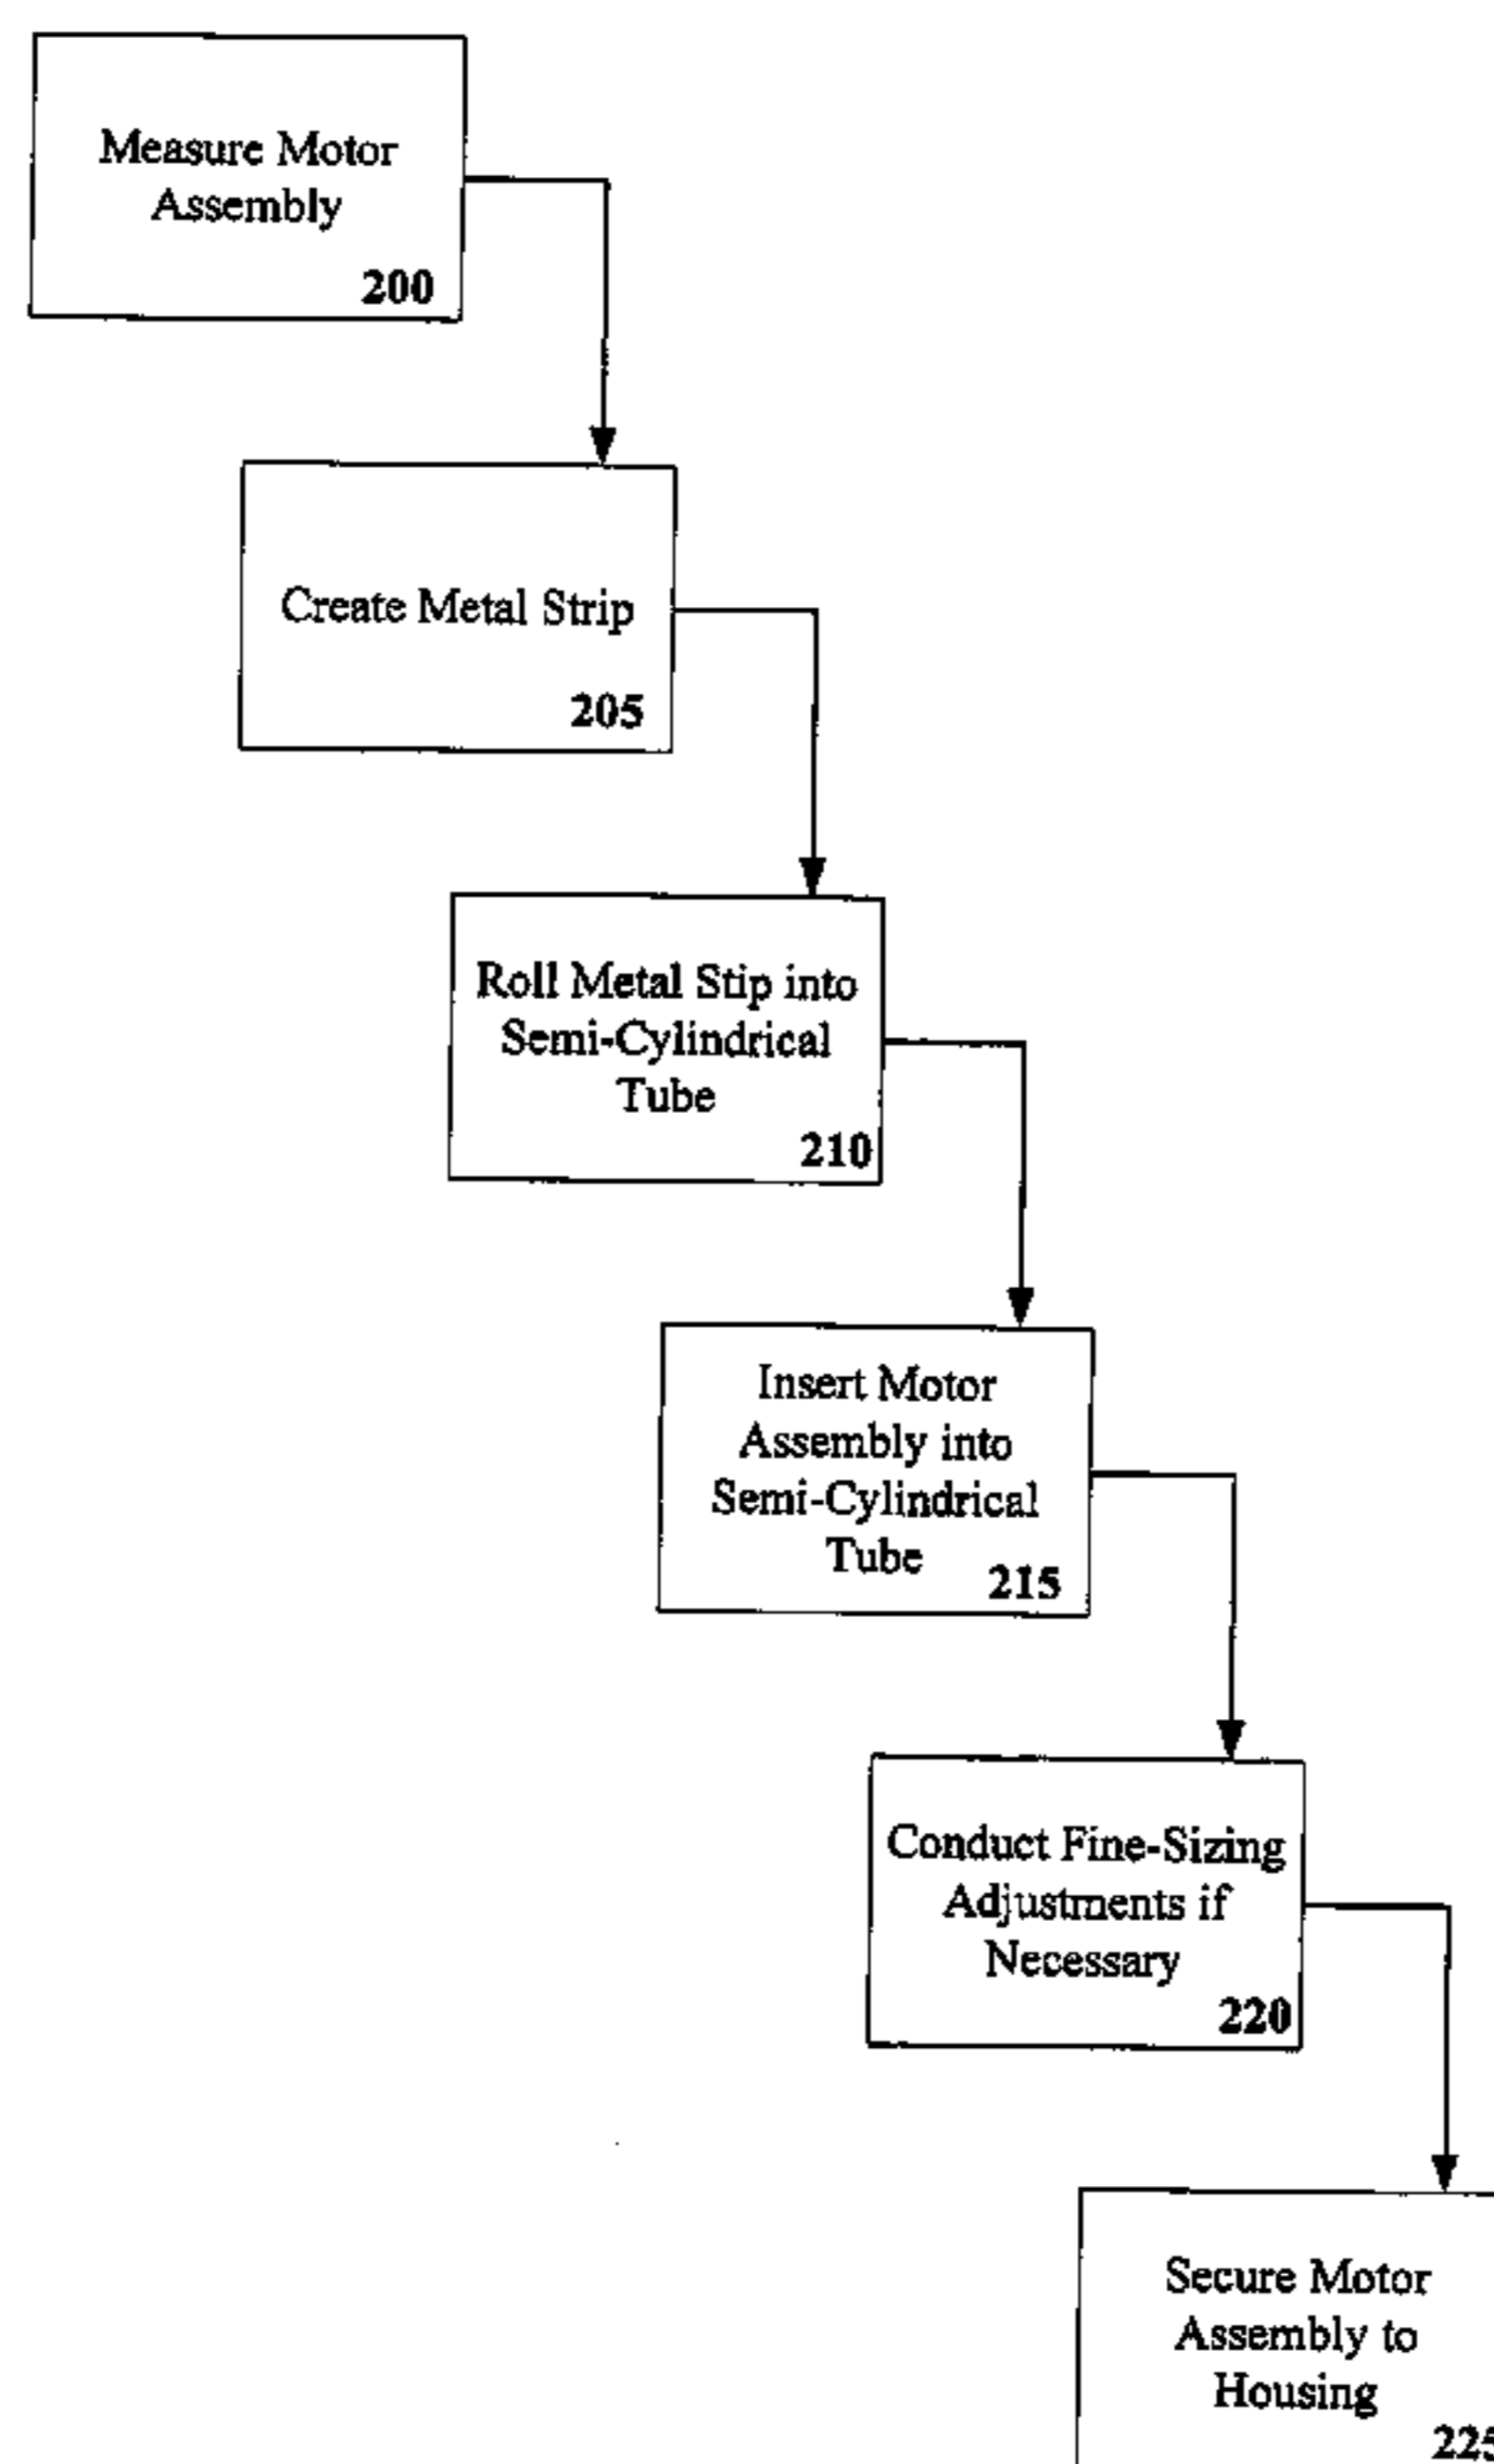 Measure Motor
Assembly
200
Create Metal Strip
205
Roll Metal Stip into
Semi-Cylindrical
Tube
210
Insert Motor
Assembly into
Semi-Cylindrical
Tube
215
Conduct Fine-Sizing
Adjustments if
Necessary
220
Secure Motor
Assembly to
Housing
225